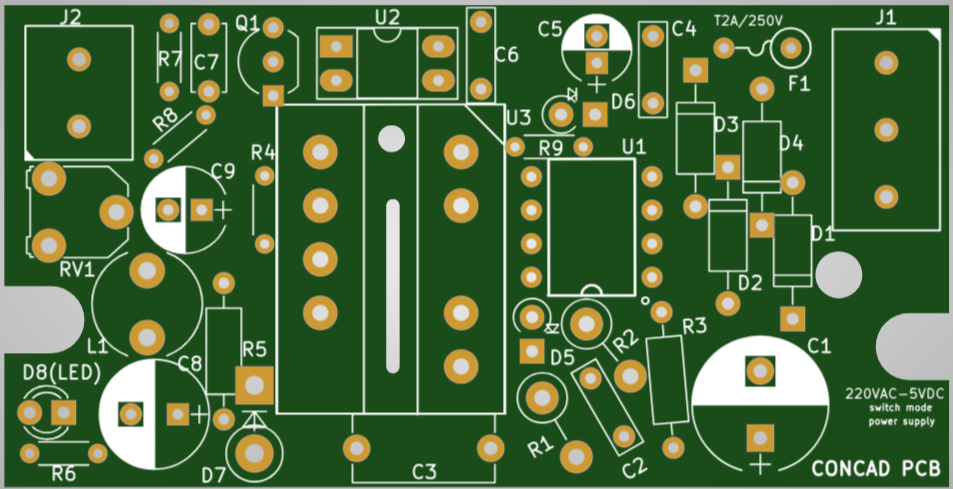 J2
R7
C7
Q1
U2
C6
C5
C4
T2A/250V
J1
F1
D6
R8
U3
R9
U1
D3
D4
R4
C9
RV1
D1
D2
L1
C8
R5
D5
R2
R3
C1
D8(LED)
220VAC-5VDC
switch mode
power supply
R6
D7
C3
R1
C2
CONCAD PCB